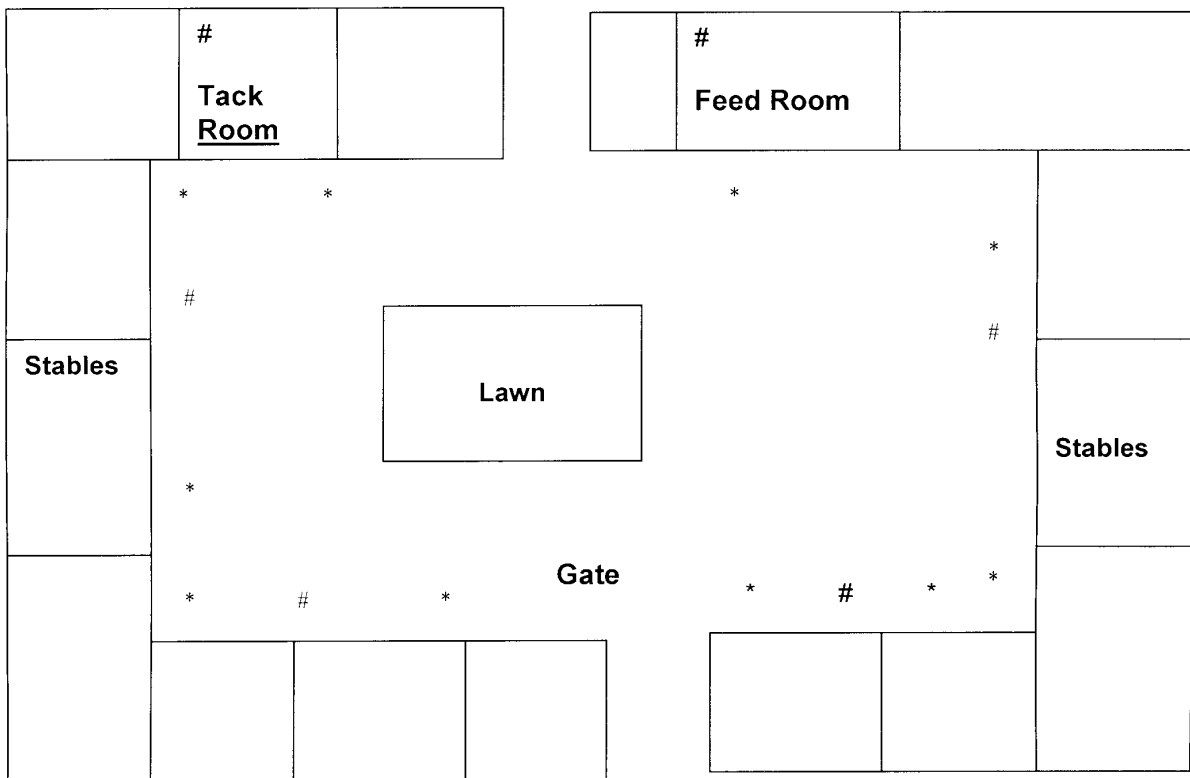 #
#
Tack
Room
Feed Room
* * *
*
#
#
Stables
Lawn
Stables
*
Gate
*
* # *
* # *